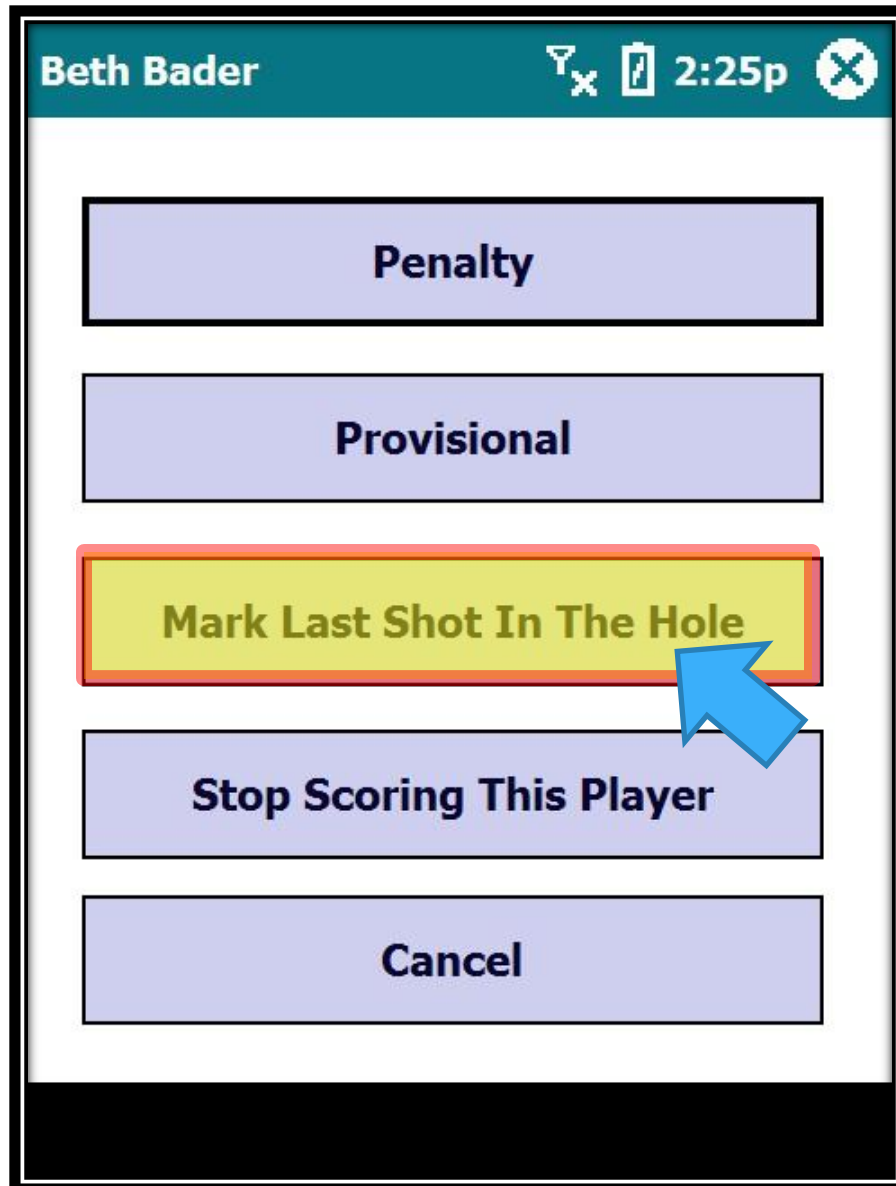 Beth Bader 2:25p
Penalty
Provisional
Mark Last Shot In The Hole
Stop Scoring This Player
Cancel